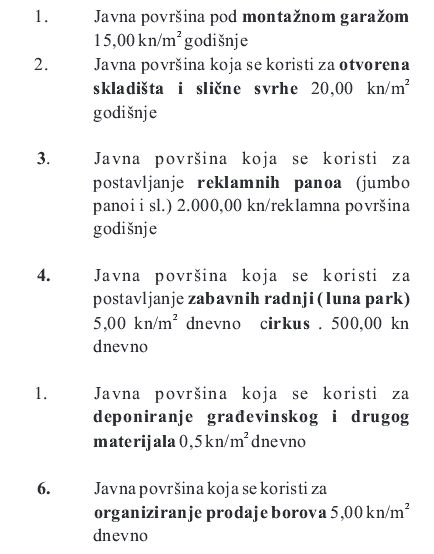 1. Javna površina pod montažnom garažom
15,00 kn/m² godišnje
2. Javna površina koja se koristi za otvorena
skladišta i slične svrhe 20,00 kn/m²
godišnje
3. Javna površina koja se koristi za
postavljanje reklamnih panoa (jumbo
panoi i sl.) 2.000,00 kn/reklamna površina
godišnje
4. Javna površina koja se koristi za
postavljanje zabavnih radnji ( luna park)
5,00 kn/m² dnevno cirkus . 500,00 kn
dnevno
1. Javna površina koja se koristi za
deponiranje građevinskog i drugog
materijala 0,5 kn/m² dnevno
6. Javna površina koja se koristi za
organiziranje prodaje borova 5,00 kn/m²
dnevno